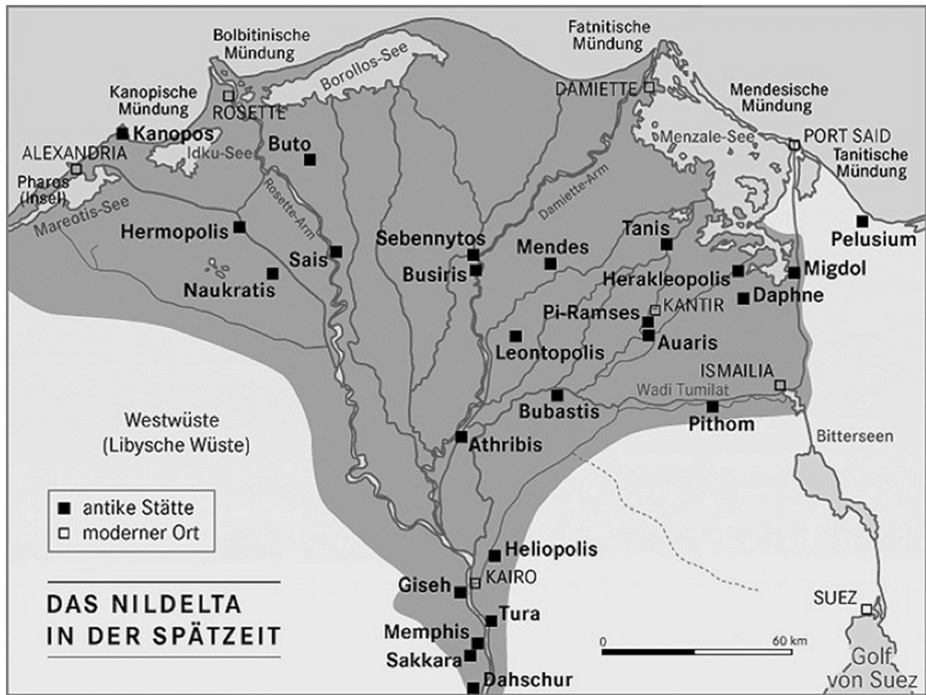 Bolbitinische
Mündung
Fatnitische
Mündung
Borollos-See
Kanopische
Mündung
ROSETTE
DAMIETTE
Mendesische
Mündung
Kanopos
Idku-See
Buto
Menzale-See
PORT SAID
ALEXANDRIA
Tanitische
Mündung
Pharos
(Insel)
Mareotis-See
Rosette-Arm
Damiette-Arm
Hermopolis
Sais
Sebennytos
Busiris
Mendes
Tanis
Pelusium
Naukratis
Herakleopolis
Migdol
Daphne
Pi-Ramses
KANTIR
Auaris
Leontopolis
ISMAILIA
Wadi Tumilat
Bubastis
Pithom
Westwüste
(Libysche Wüste)
Athribis
Bitterseen
antike Stätte
moderner Ort
Heliopolis
KAIRO
Giseh
DAS NILDELTA
IN DER SPÄTZEIT
Tura
SUEZ
Memphis
Sakkara
0 60 km
Golf
von Suez
Dahschur